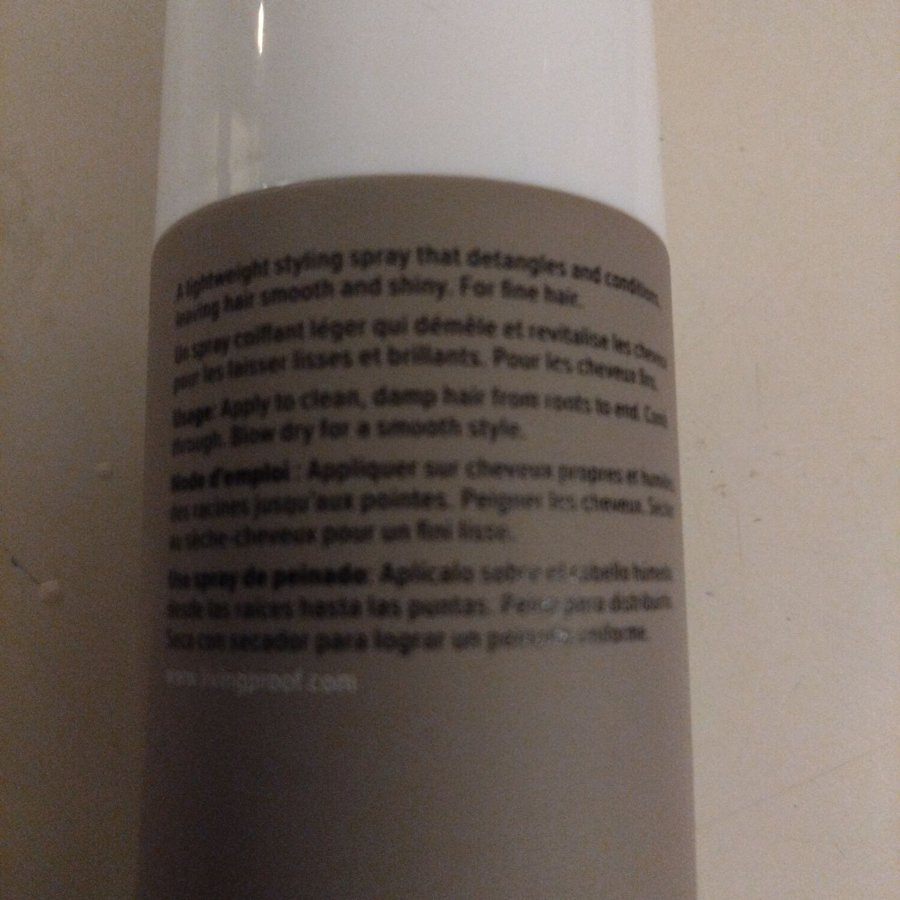 A lightweight styling spray that detangles and conditions,
leaving hair smooth and shiny. For fine hair.
Un spray coiffant léger qui démêle et revitalise les cheveux
pour les laisser lisses et brillants. Pour les cheveux fins.
Usage: Apply to clean, damp hair from roots to end. Comb
through. Blow dry for a smooth style.
Mode d'emploi : Appliquer sur cheveux propres et humides,
des racines jusqu'aux pointes. Peigner les cheveux.
au sèche-cheveux pour un fini lisse.
Una spray de peinado: Aplícalo sobre el cabello húmedo
desde las raíces hasta las puntas. para distribuir.
Seca con secador para lograr un peinado uniforme.
www.livingproof.com